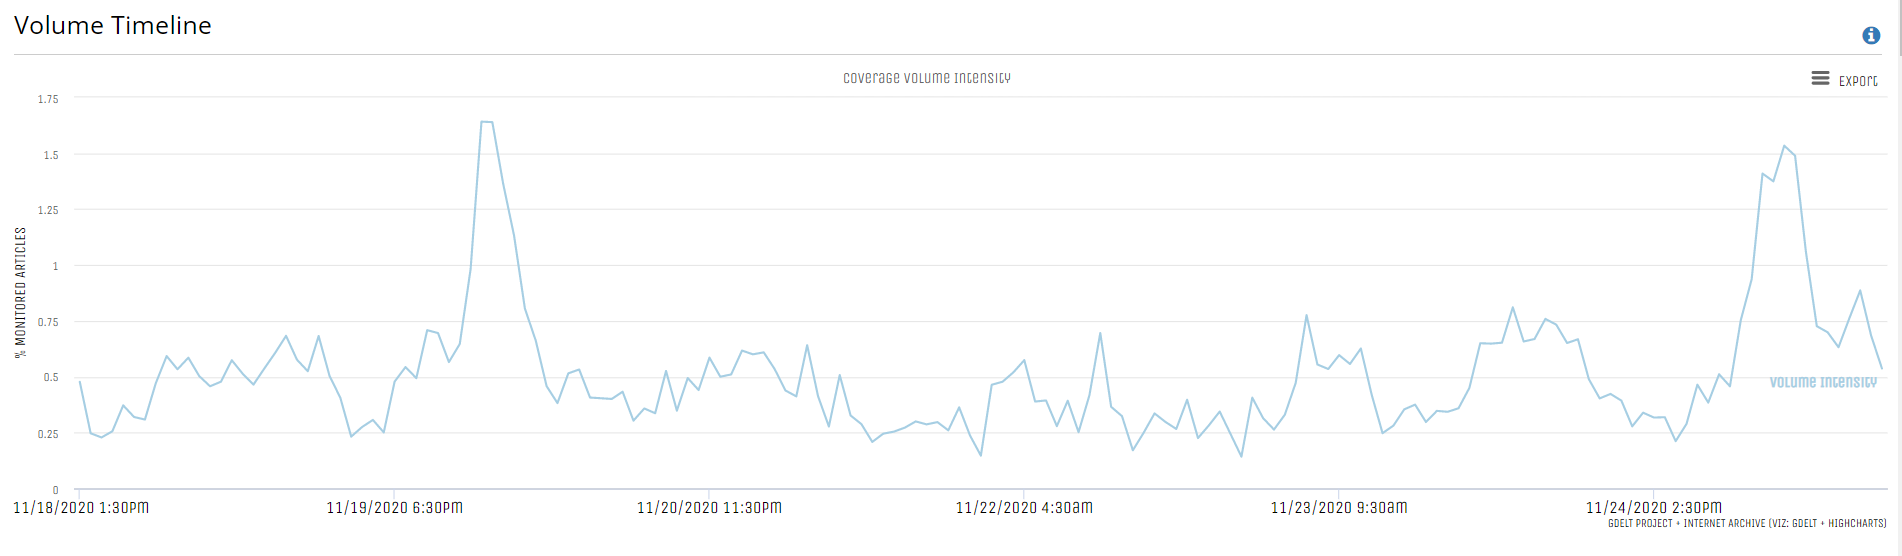 Volume Timeline
Coverage Volume Intensity
Export
% MONITORED ARTICLES
1.75
1.5
1.25
1
0.75
0.5
0.25
0
Volume Intensity
11/18/2020 1:30pm
11/19/2020 6:30pm
11/20/2020 11:30pm
11/22/2020 4:30am
11/23/2020 9:30am
11/24/2020 2:30pm
GDELT PROJECT + INTERNET ARCHIVE (VIZ: GDELT + HIGHCHARTS)